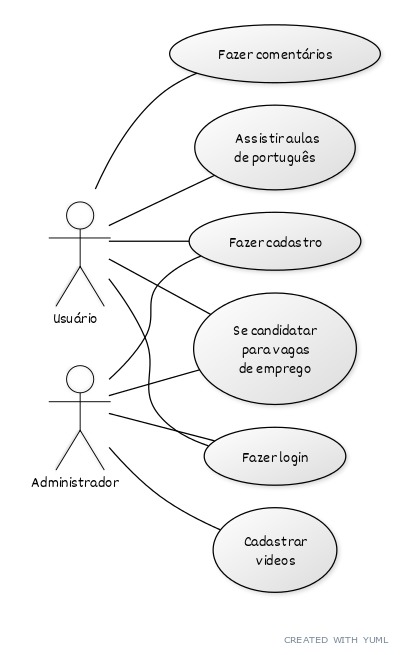 Fazer comentários
Assistir aulas
de português
Usuário
Fazer cadastro
Se candidatar
para vagas
de emprego
Administrador
Fazer login
Cadastrar
videos
CREATED WITH YUML